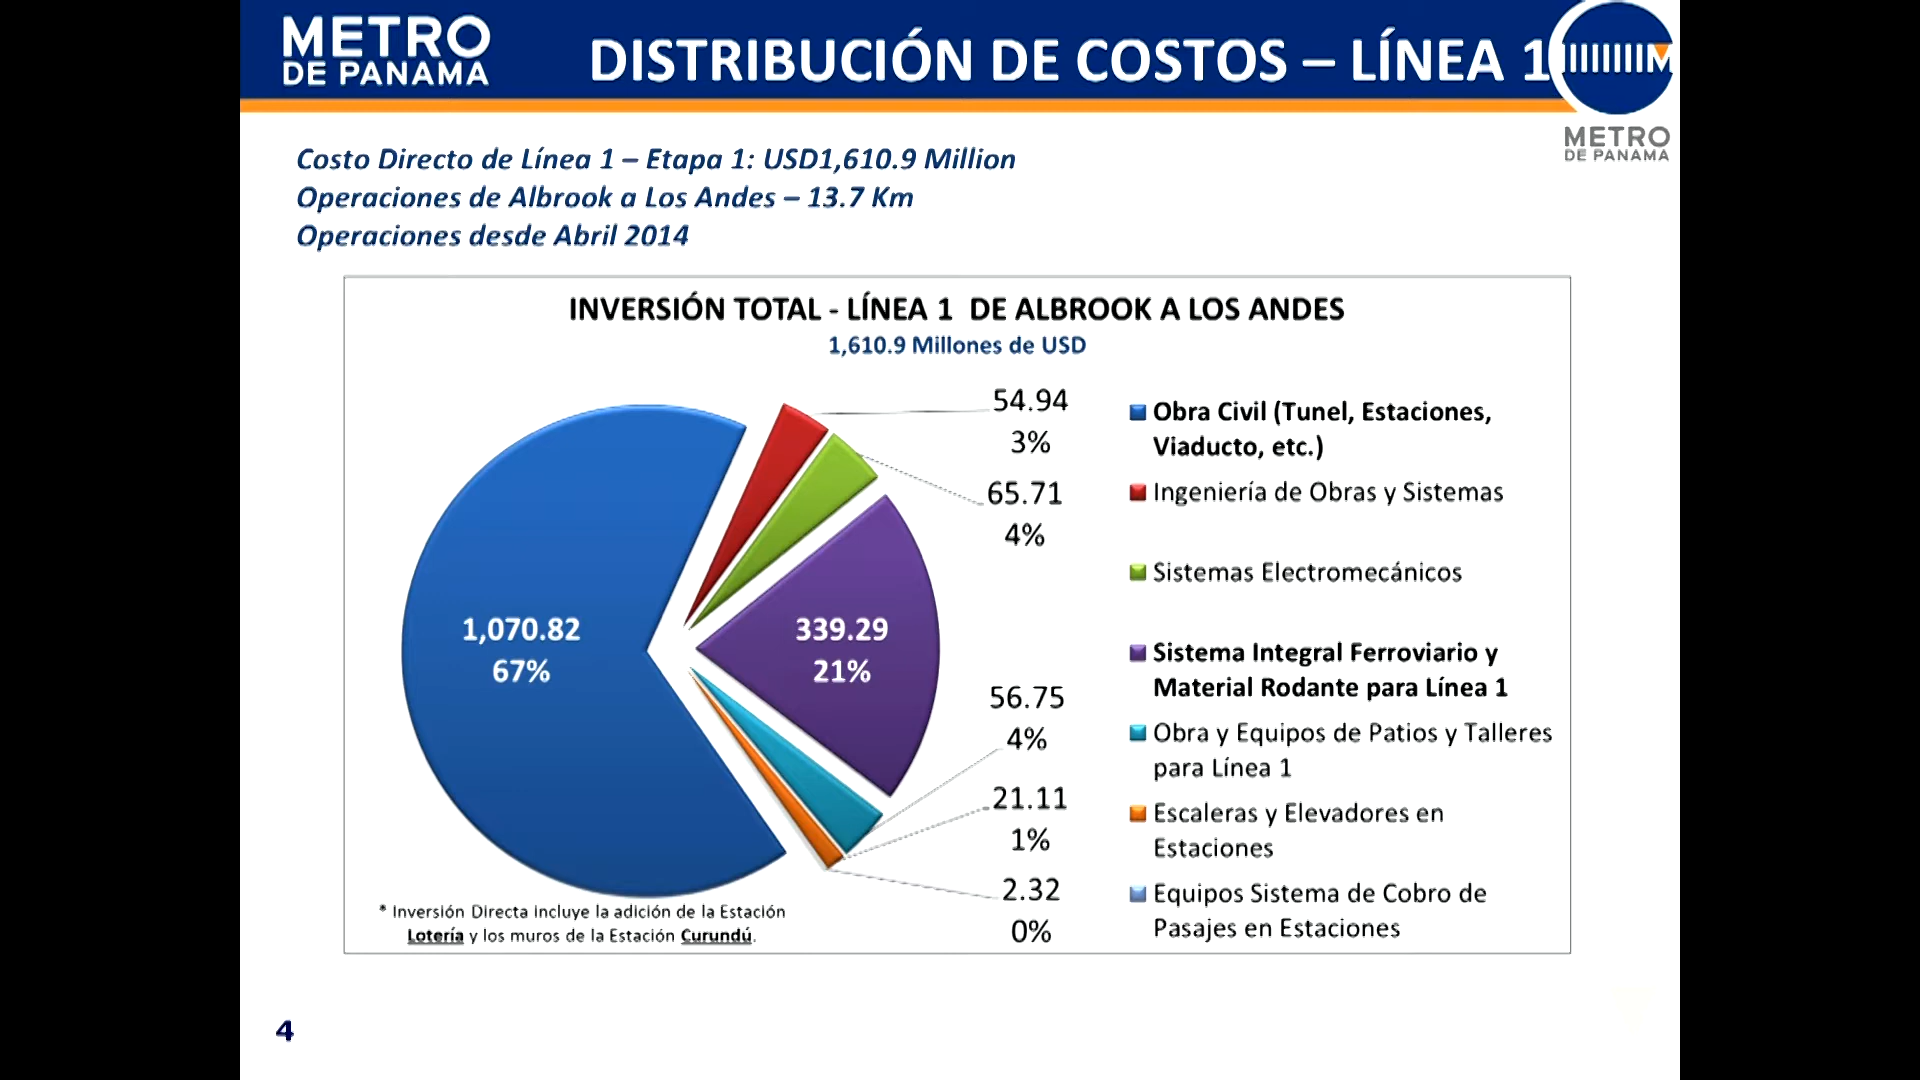 METRO
DE PANAMA
DISTRIBUCIÓN DE COSTOS – LÍNEA 1
M
METRO
DE PANAMA
Costo Directo de Línea 1 – Etapa 1: USD1,610.9 Million
Operaciones de Albrook a Los Andes – 13.7 Km
Operaciones desde Abril 2014
INVERSIÓN TOTAL - LÍNEA 1 DE ALBROOK A LOS ANDES
1,610.9 Millones de USD
1,070.82
67%
54.94
3%
65.71
4%
339.29
21%
56.75
4%
21.11
1%
2.32
0%
Obra Civil (Tunel, Estaciones,
Viaducto, etc.)
Ingeniería de Obras y Sistemas
Sistemas Electromecánicos
Sistema Integral Ferroviario y
Material Rodante para Línea 1
Obra y Equipos de Patios y Talleres
para Línea 1
Escaleras y Elevadores en
Estaciones
Equipos Sistema de Cobro de
Pasajes en Estaciones
* Inversión Directa incluye la adición de la Estación
Lotería y los muros de la Estación Curundú.
4